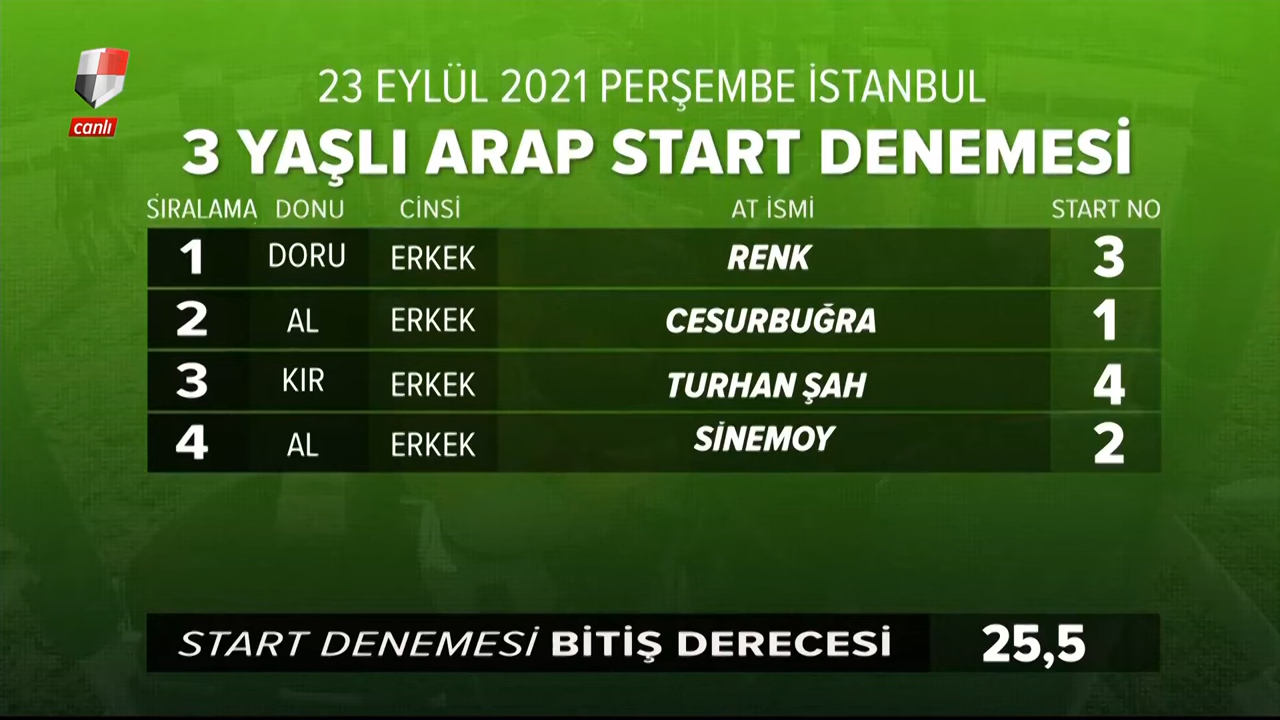 canlı
23 EYLÜL 2021 PERŞEMBE İSTANBUL
3 YAŞLI ARAP START DENEMESİ
SIRALAMA DONU CİNSİ AT İSMİ START NO
1 DORU ERKEK RENK 3
2 AL ERKEK CESURBUĞRA 1
3 KIR ERKEK TURHAN ŞAH 4
4 AL ERKEK SİNEMOY 2
START DENEMESİ BİTİŞ DERECESİ 25,5